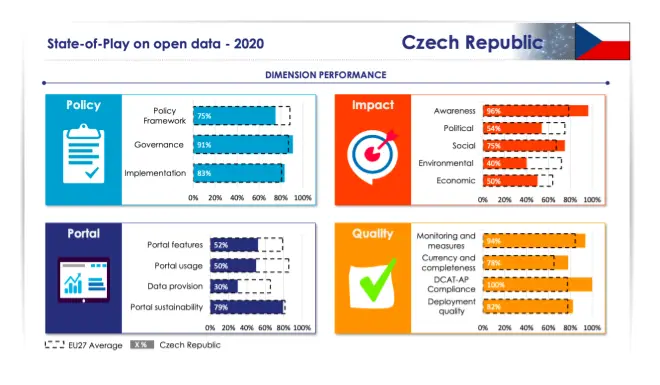 State-of-Play on open data - 2020
Czech Republic
DIMENSION PERFORMANCE
Policy
Policy
Framework
75%
Governance
91%
Implementation
83%
0% 20% 40% 60% 80% 100%
Impact
Awareness
96%
Political
54%
Social
75%
Environmental
40%
Economic
50%
0% 20% 40% 60% 80% 100%
Portal
Portal features
52%
Portal usage
50%
Data provision
30%
Portal sustainability
79%
0% 20% 40% 60% 80% 100%
Quality
Monitoring and
measures
94%
Currency and
completeness
78%
DCAT-AP
Compliance
100%
Deployment
quality
82%
0% 20% 40% 60% 80% 100%
EU27 Average
X %
Czech Republic